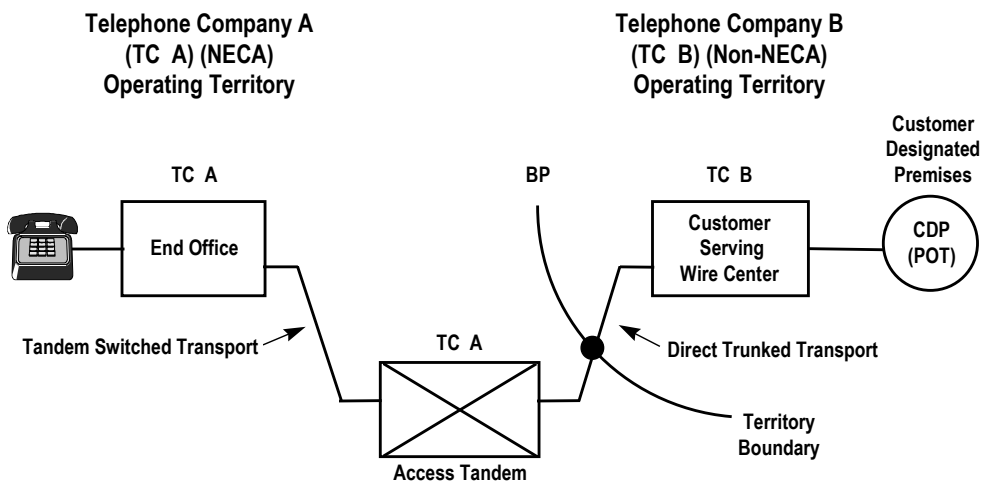 Telephone Company A
(TC A) (NECA)
Operating Territory
Telephone Company B
(TC B) (Non-NECA)
Operating Territory
Customer
Designated
Premises
TC A
BP
TC B
End Office
Customer
Serving
Wire Center
CDP
(POT)
Tandem Switched Transport
TC A
Direct Trunked Transport
Territory
Boundary
Access Tandem